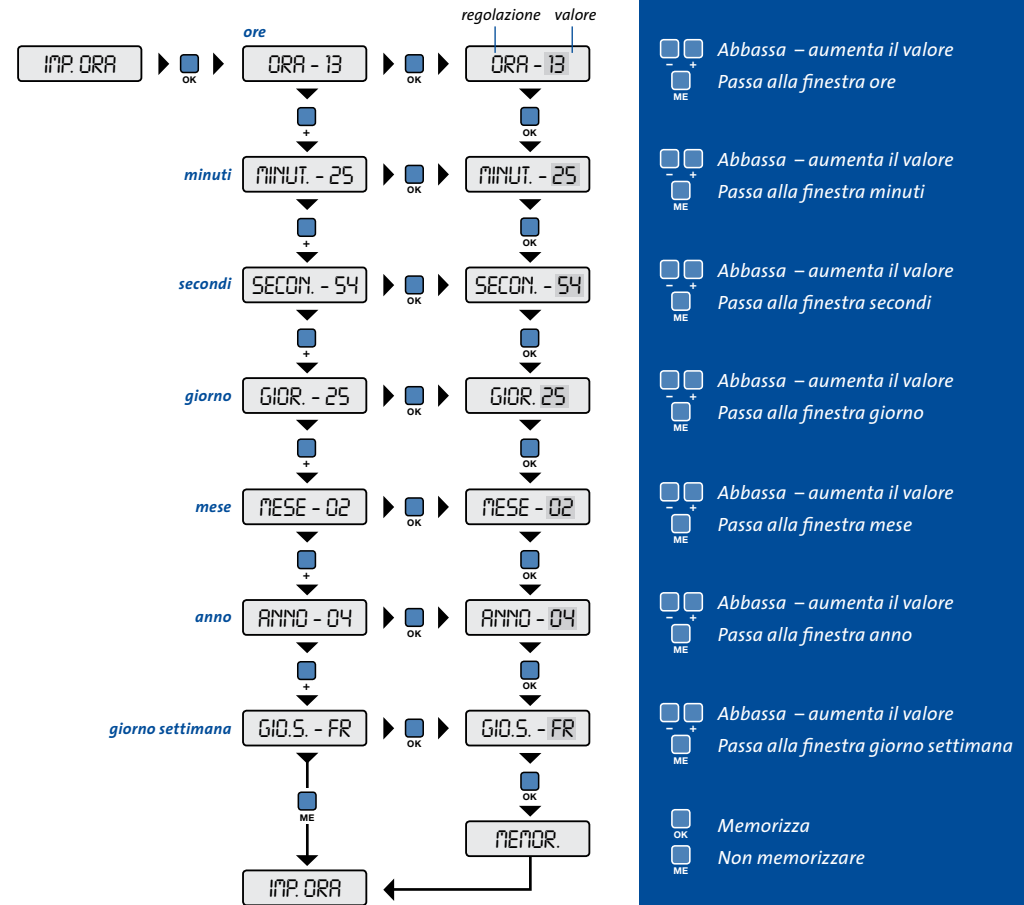 regolazione valore
ore
IMP. ORA OK ORA - 13 OK ORA - 13
+ OK
minuti MINUT. - 25 OK MINUT. - 25
+ OK
secondi SECON. - 54 OK SECON. - 54
+ OK
giorno GIOR. - 25 OK GIOR. 25
+ OK
mese MESE - 02 OK MESE - 02
+ OK
anno ANNO - 04 OK ANNO - 04
+ OK
giorno settimana GIO.S. - FR OK GIO.S. - FR
ME OK
MEMOR.
IMP. ORA
– + Abbassa – aumenta il valore
ME Passa alla finestra ore
– + Abbassa – aumenta il valore
ME Passa alla finestra minuti
– + Abbassa – aumenta il valore
ME Passa alla finestra secondi
– + Abbassa – aumenta il valore
ME Passa alla finestra giorno
– + Abbassa – aumenta il valore
ME Passa alla finestra mese
– + Abbassa – aumenta il valore
ME Passa alla finestra anno
– + Abbassa – aumenta il valore
ME Passa alla finestra giorno settimana
OK Memorizza
ME Non memorizzare